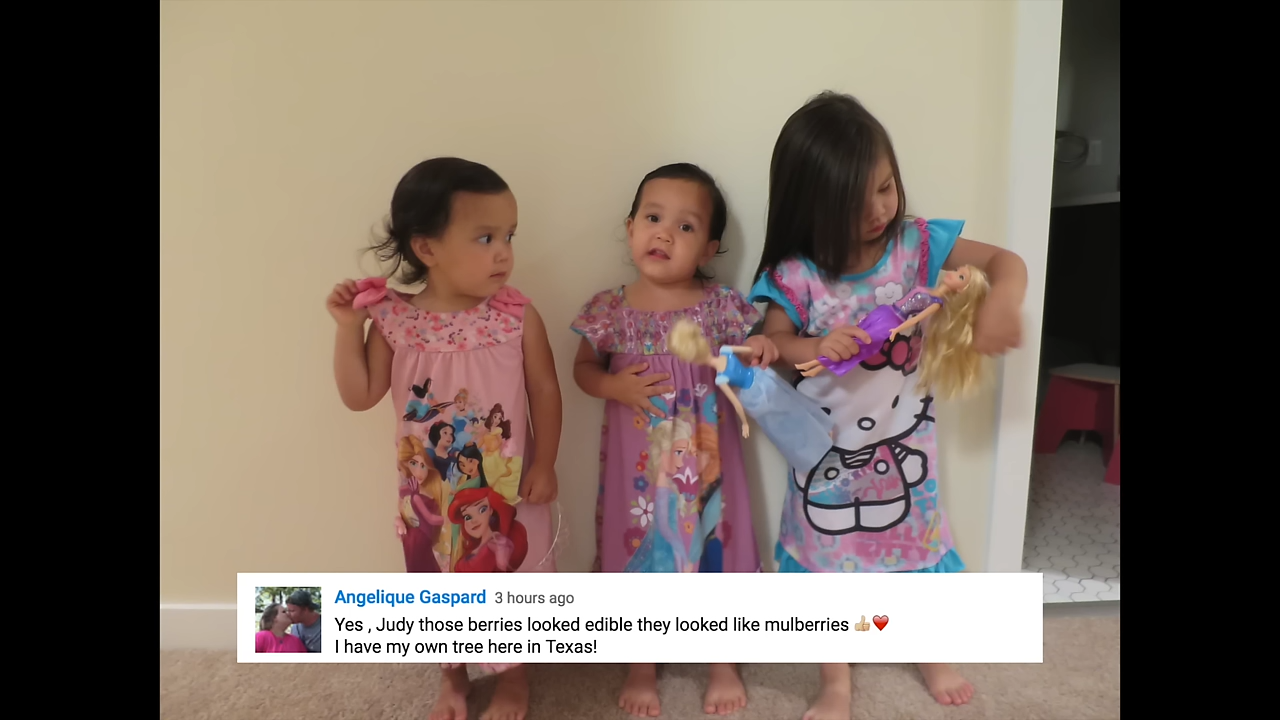 Angelique Gaspard 3 hours ago
Yes , Judy those berries looked edible they looked like mulberries 👍🏼❤️
I have my own tree here in Texas!